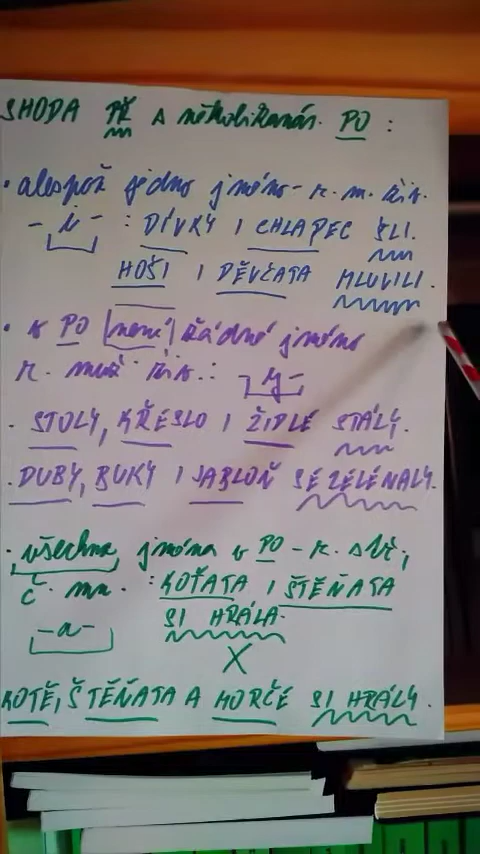 SHODA PŘ A několikanás. PO :
• alespoň jedno jméno - r. m. živ.
- i - : DÍVKY I CHLAPEC ŠLI.
HOŠI I DĚVČATA MLUVILI.
• v PO není žádné jméno
r. muž. živ.: - y -
- STOLY, KŘESLO I ŽIDLE STÁLY.
- DUBY, BUKY I JABLOŇ SE ZELENALY.
• všechna jména v PO - r. stř.,
č. mn. : KOŤATA I ŠTĚŇATA
- a - SI HRÁLA.
X
KOTĚ, ŠTĚŇATA A MORČE SI HRÁLY.